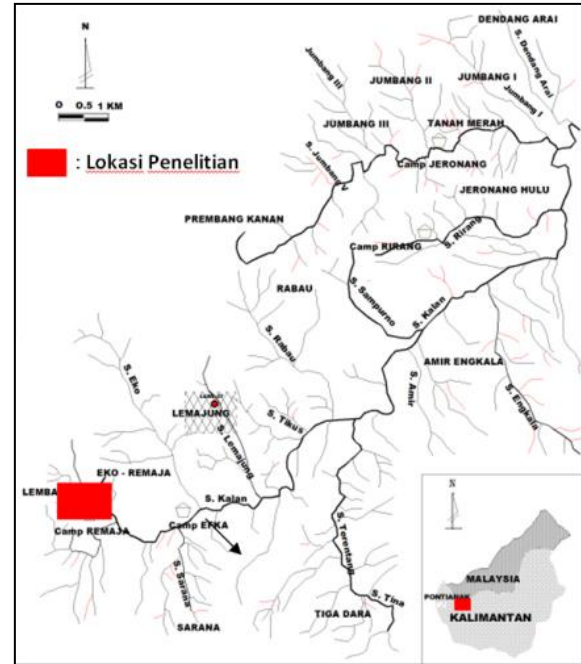 DENDANG ARAI
N
S. Dendang Arai
Jumbang III
JUMBANG II
JUMBANG I
Jumbang I
0 0.5 1 KM
JUMBANG III
TANAH MERAH
: Lokasi Penelitian
S. Jumbang V
Camp JERONANG
JERONANG HULU
PREMBANG KANAN
Camp RIRANG
S. Rirang
RABAU
S. Sampurno
S. Kalan
S. Rabau
AMIR ENGKALA
S. Eko
S. Amir
S. Engkala
LEMAJUNG
S. Tikus
S. Lemajung
EKO - REMAJA
LEMBA
S. Kalan
N
Camp REMAJA
Camp EFKA
S. Terentang
MALAYSIA
S. Sarana
PONTIANAK
S. Tina
KALIMANTAN
TIGA DARA
SARANA